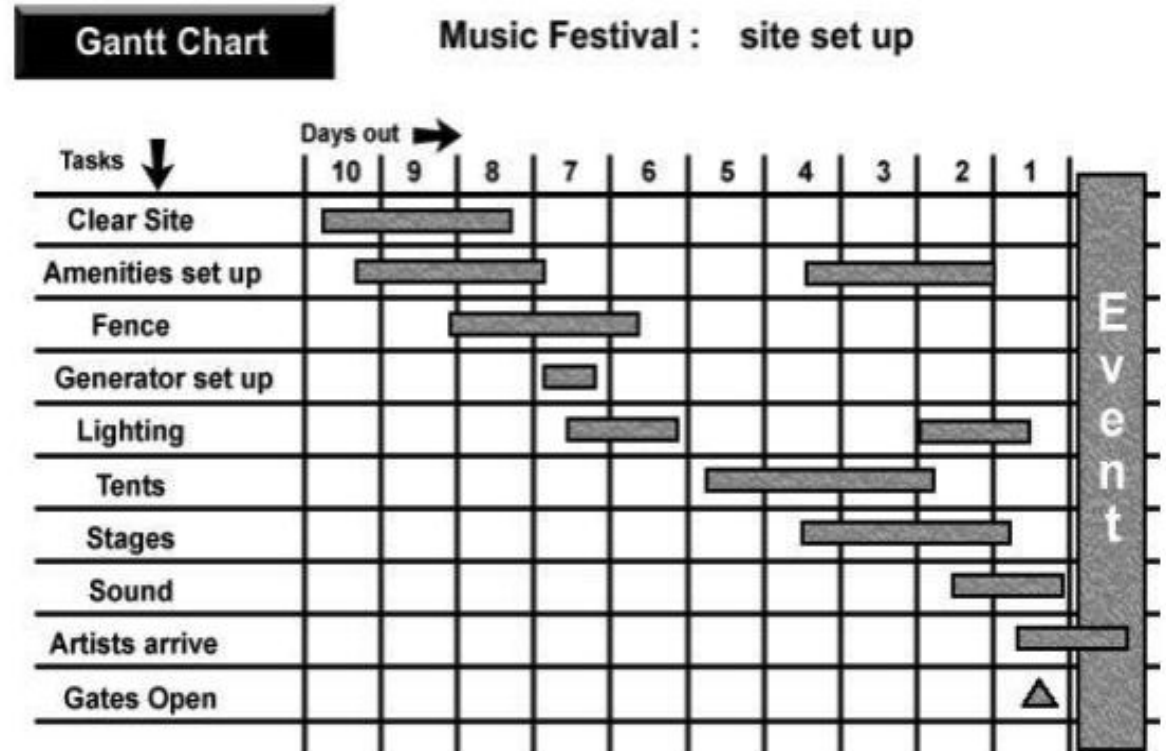 Gantt Chart
Music Festival : site set up
Days out
Tasks
10 9 8 7 6 5 4 3 2 1
Clear Site
Amenities set up
Fence
Generator set up
Lighting
Tents
Stages
Sound
Artists arrive
Gates Open
Event